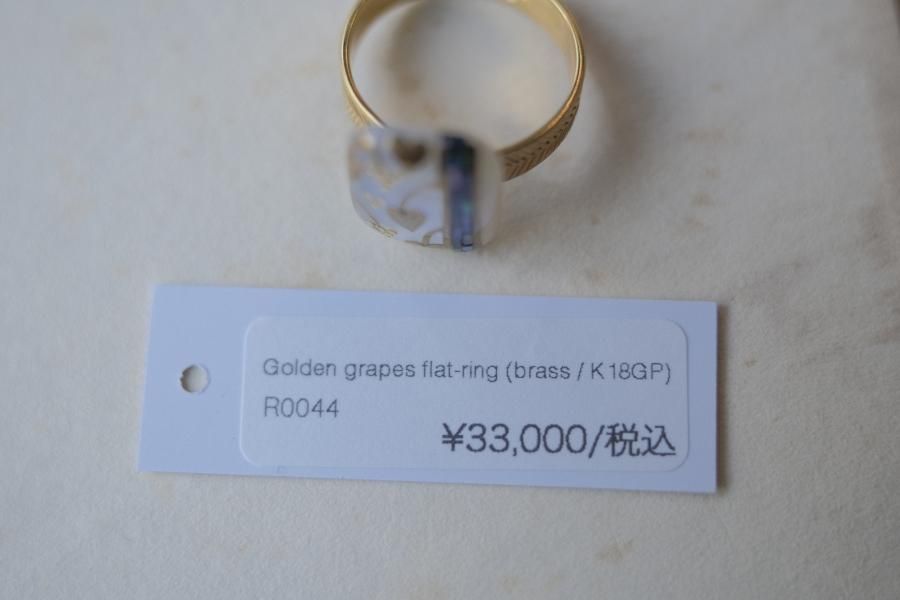 Golden grapes flat-ring (brass / K18GP)
R0044
¥33,000/税込